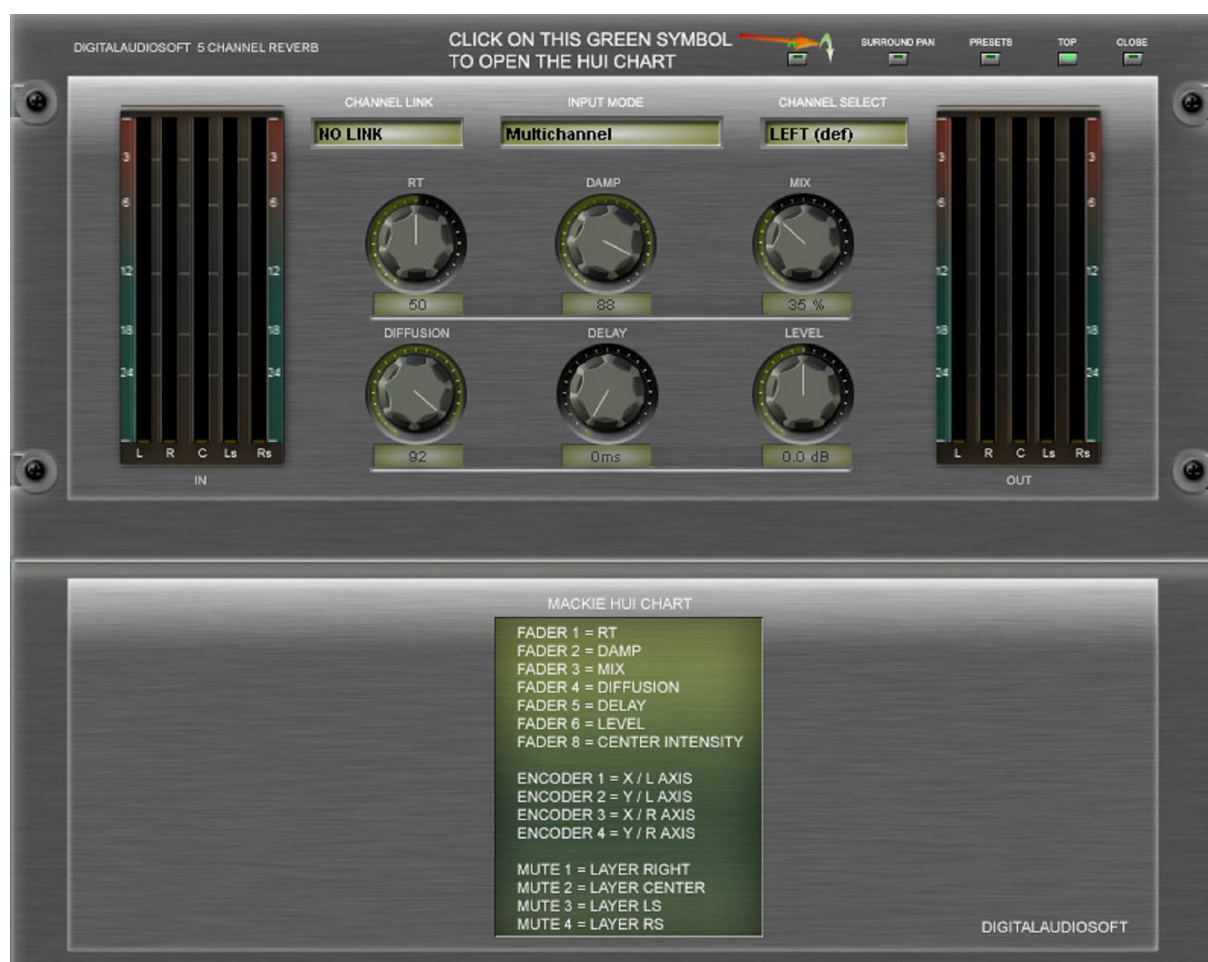 DIGITALAUDIOSOFT 5 CHANNEL REVERB
CLICK ON THIS GREEN SYMBOL
TO OPEN THE HUI CHART
SURROUND PAN
PRESETS
TOP
CLOSE
CHANNEL LINK
INPUT MODE
CHANNEL SELECT
NO LINK
Multichannel
LEFT (def)
3 3
6 6
12 12
18 18
24 24
L R C Ls Rs
IN
RT
DAMP
MIX
50
88
35 %
DIFFUSION
DELAY
LEVEL
92
0ms
0.0 dB
3 3
6 6
12 12
18 18
24 24
L R C Ls Rs
OUT
MACKIE HUI CHART
FADER 1 = RT
FADER 2 = DAMP
FADER 3 = MIX
FADER 4 = DIFFUSION
FADER 5 = DELAY
FADER 6 = LEVEL
FADER 8 = CENTER INTENSITY
ENCODER 1 = X / L AXIS
ENCODER 2 = Y / L AXIS
ENCODER 3 = X / R AXIS
ENCODER 4 = Y / R AXIS
MUTE 1 = LAYER RIGHT
MUTE 2 = LAYER CENTER
MUTE 3 = LAYER LS
MUTE 4 = LAYER RS
DIGITALAUDIOSOFT